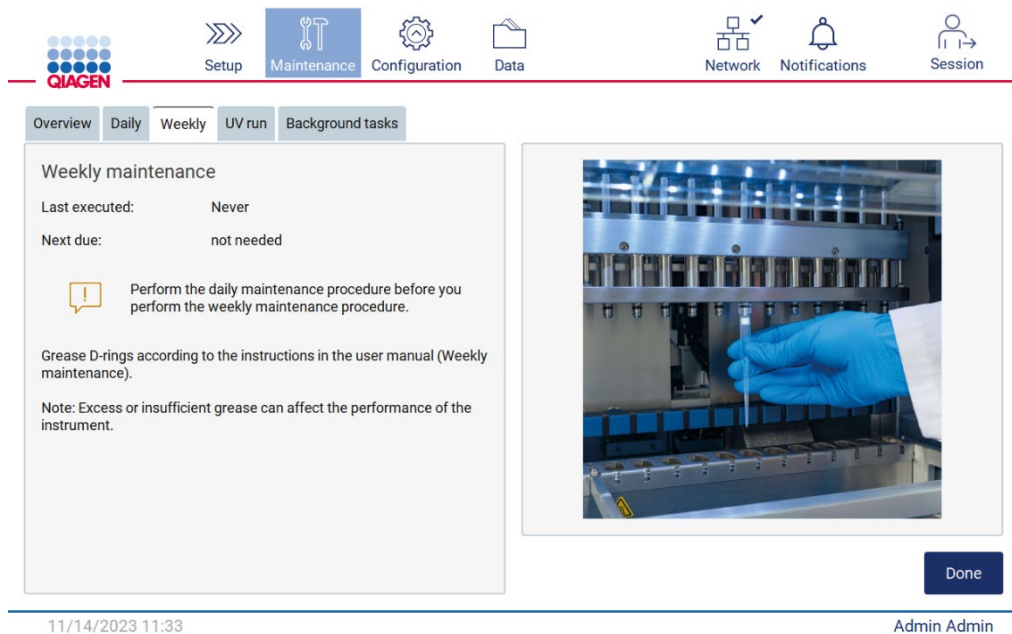 QIAGEN
Setup
Maintenance
Configuration
Data
Network
Notifications
Session
Overview
Daily
Weekly
UV run
Background tasks
Weekly maintenance
Last executed: Never
Next due: not needed
Perform the daily maintenance procedure before you
perform the weekly maintenance procedure.
Grease D-rings according to the instructions in the user manual (Weekly
maintenance).
Note: Excess or insufficient grease can affect the performance of the
instrument.
Done
11/14/2023 11:33
Admin Admin